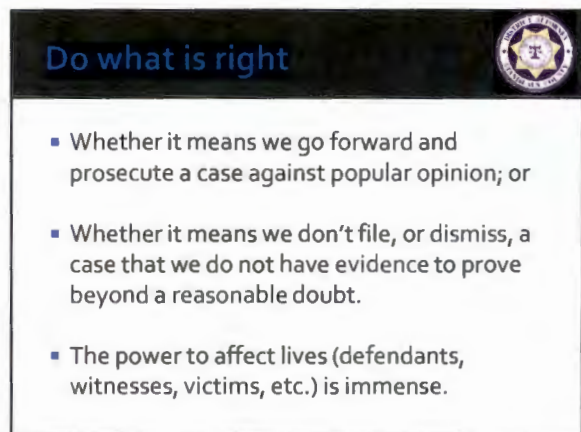 Do what is right
DISTRICT ATTORNEY
▪ Whether it means we go forward and
prosecute a case against popular opinion; or
▪ Whether it means we don't file, or dismiss, a
case that we do not have evidence to prove
beyond a reasonable doubt.
▪ The power to affect lives (defendants,
witnesses, victims, etc.) is immense.